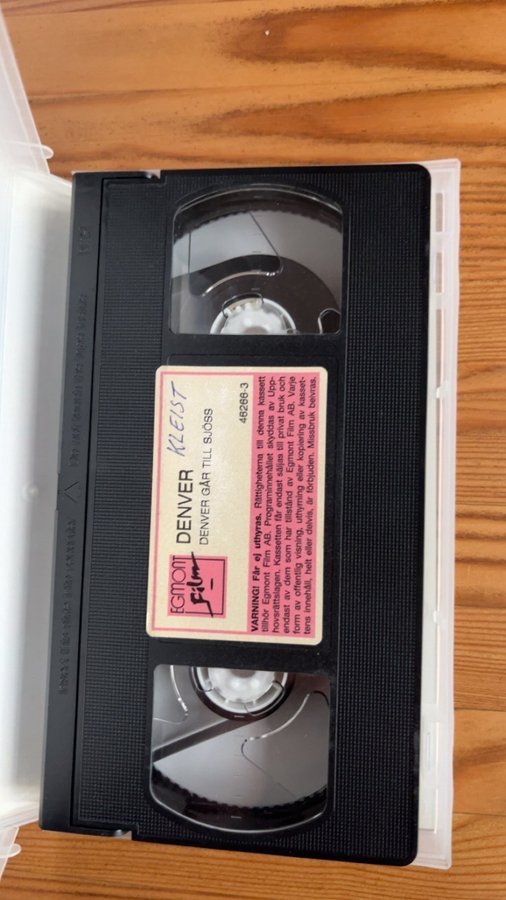 EGMONT
Film
DENVER KLEIST
DENVER GÅR TILL SJÖSS
46266-3
VARNING! Får ej uthyras. Rättigheterna till denna kassett
tillhör Egmont Film AB. Programinnehållet skyddas av Upp-
hovsrättslagen. Kassetten får endast säljas till privat bruk och
endast av dem som har tillstånd av Egmont Film AB. Varje
form av offentlig visning, uthyrning eller kopiering av kasset-
tens innehåll, helt eller delvis, är förbjuden. Missbruk beivras.